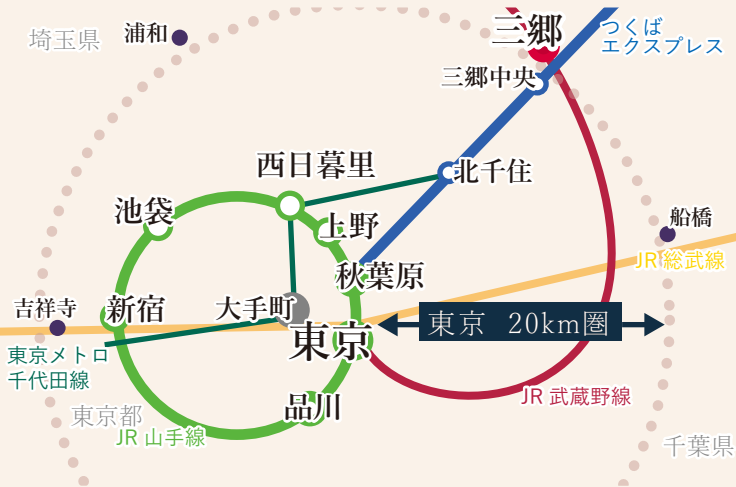 三郷
つくば
エクスプレス
浦和
埼玉県
三郷中央
西日暮里
北千住
池袋
上野
船橋
JR 総武線
秋葉原
吉祥寺
新宿
大手町
東京 20km圏
東京
東京メトロ
千代田線
品川
JR 武蔵野線
東京都
JR 山手線
千葉県